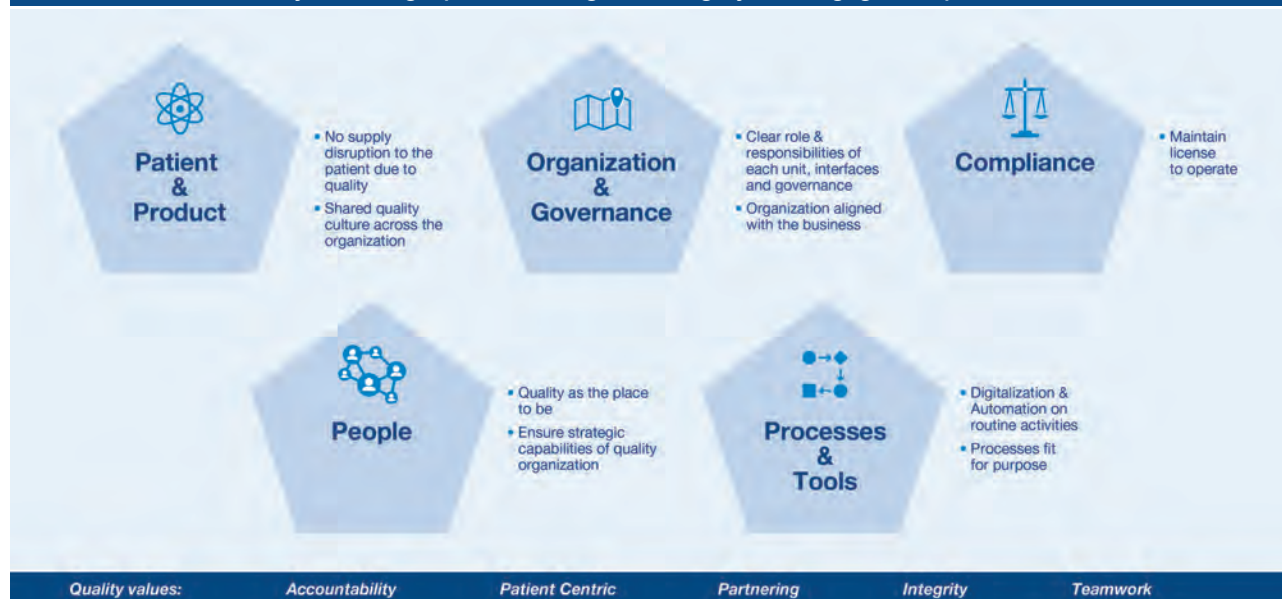 Patient
&
Product
• No supply
disruption to the
patient due to
quality
• Shared quality
culture across the
organization
Organization
&
Governance
• Clear role &
responsibilities of
each unit, interfaces
and governance
• Organization aligned
with the business
Compliance
• Maintain
license
to operate
People
• Quality as the place
to be
• Ensure strategic
capabilities of quality
organization
Processes
&
Tools
• Digitalization &
Automation on
routine activities
• Processes fit
for purpose
Quality values: Accountability Patient Centric Partnering Integrity Teamwork